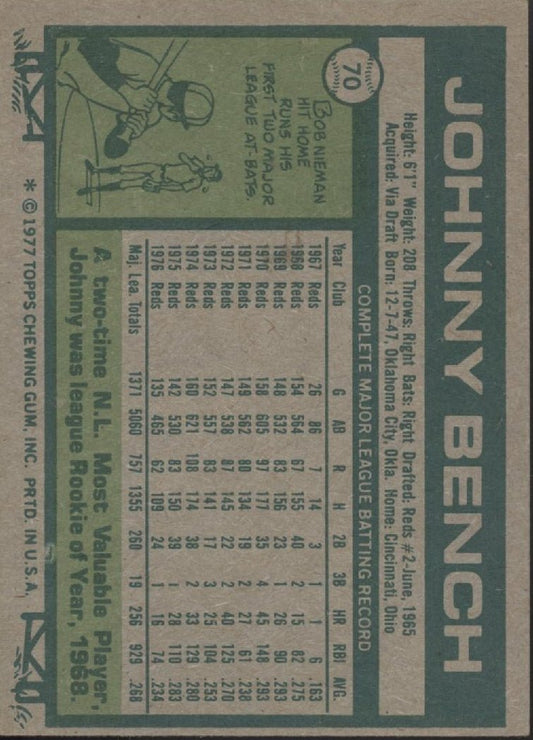 70
JOHNNY BENCH
Height: 6'1" Weight: 208 Throws: Right Bats: Right Drafted: Reds #2-June, 1965
Acquired: Via Draft Born: 12-7-47, Oklahoma City, Okla. Home: Cincinnati, Ohio
BOB NIEMAN
HIT HOME
RUNS HIS
FIRST TWO MAJOR
LEAGUE AT-BATS.
COMPLETE MAJOR LEAGUE BATTING RECORD
Year Club G AB R H 2B 3B HR RBI AVG.
1967 Reds 26 86 7 14 3 1 1 6 .163
1968 Reds 154 564 67 155 40 2 15 62 .275
1969 Reds 148 532 83 156 23 1 26 90 .293
1970 Reds 158 605 97 177 35 4 45 148 .293
1971 Reds 149 562 80 134 19 2 27 61 .238
1972 Reds 147 538 87 145 22 2 40 125 .270
1973 Reds 152 557 83 141 17 3 25 104 .253
1974 Reds 160 621 108 174 38 2 33 129 .280
1975 Reds 142 530 83 150 39 1 28 110 .283
1976 Reds 135 465 62 109 24 1 16 74 .234
Maj. Lea. Totals 1371 5060 757 1355 260 19 256 929 .268
A two-time N.L. Most Valuable Player,
Johnny was league Rookie of Year, 1968.
* © 1977 TOPPS CHEWING GUM, INC. PRTD. IN U.S.A.